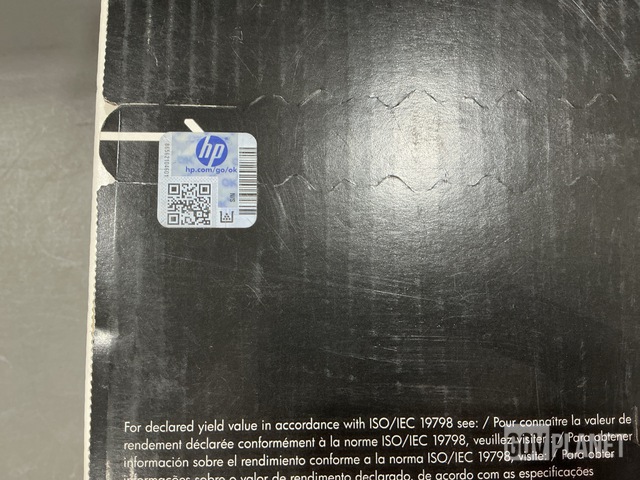 hp
hp.com/go/ok
For declared yield value in accordance with ISO/IEC 19798 see: / Pour connaître la valeur de
rendement déclarée conformément à la norme ISO/IEC 19798, veuillez visiter / Para obtener
información sobre el rendimiento conforme a la norma ISO/IEC 19798, visite: / Para obter
informações sobre o valor de rendimento declarado, de acordo com as especificações